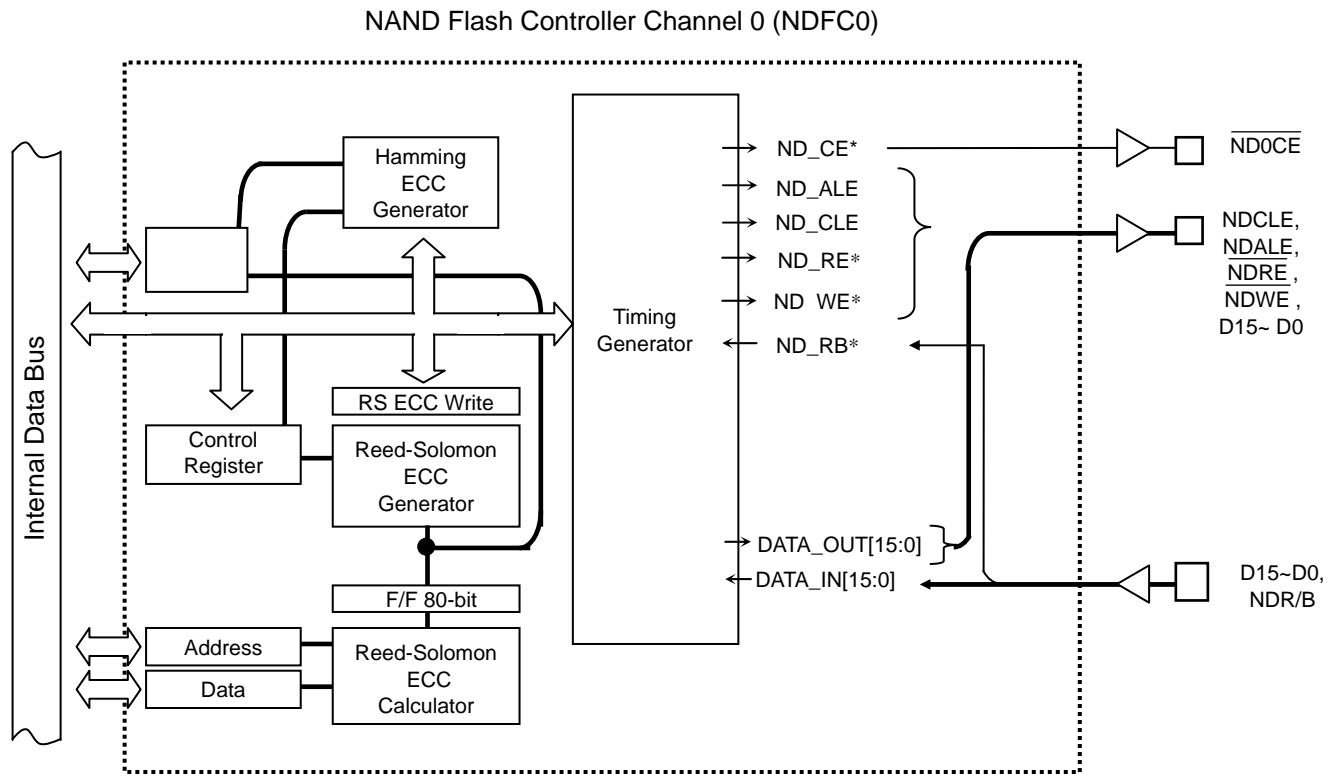 NAND Flash Controller Channel 0 (NDFC0)
Internal Data Bus
Hamming
ECC
Generator
Control
Register
RS ECC Write
Reed-Solomon
ECC
Generator
F/F 80-bit
Address
Data
Reed-Solomon
ECC
Calculator
Timing
Generator
ND_CE*
ND_ALE
ND_CLE
ND_RE*
ND WE*
ND_RB*
DATA_OUT[15:0]
DATA_IN[15:0]
ND0CE
NDCLE,
NDALE,
NDRE ,
NDWE ,
D15~ D0
D15~D0,
NDR/B